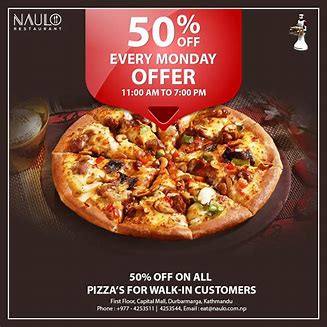 NAULO
RESTAURANT
50% OFF
EVERY MONDAY
OFFER
11:00 AM TO 7:00 PM
50% OFF ON ALL
PIZZA'S FOR WALK-IN CUSTOMERS
First Floor, Capital Mall, Durbarmarga, Kathmandu
Phone : +977 - 4253511 | 4253544, Email : eat@naulo.com.np